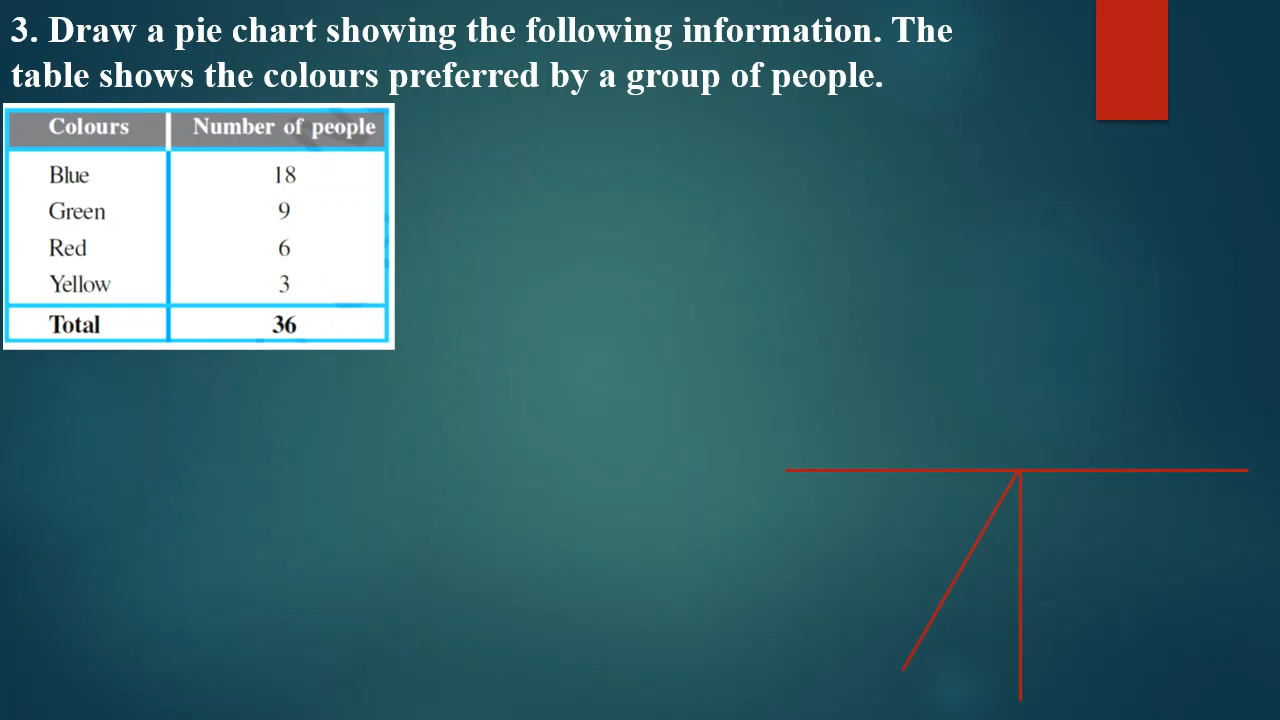 3. Draw a pie chart showing the following information. The
table shows the colours preferred by a group of people.
Colours Number of people
Blue 18
Green 9
Red 6
Yellow 3
Total 36